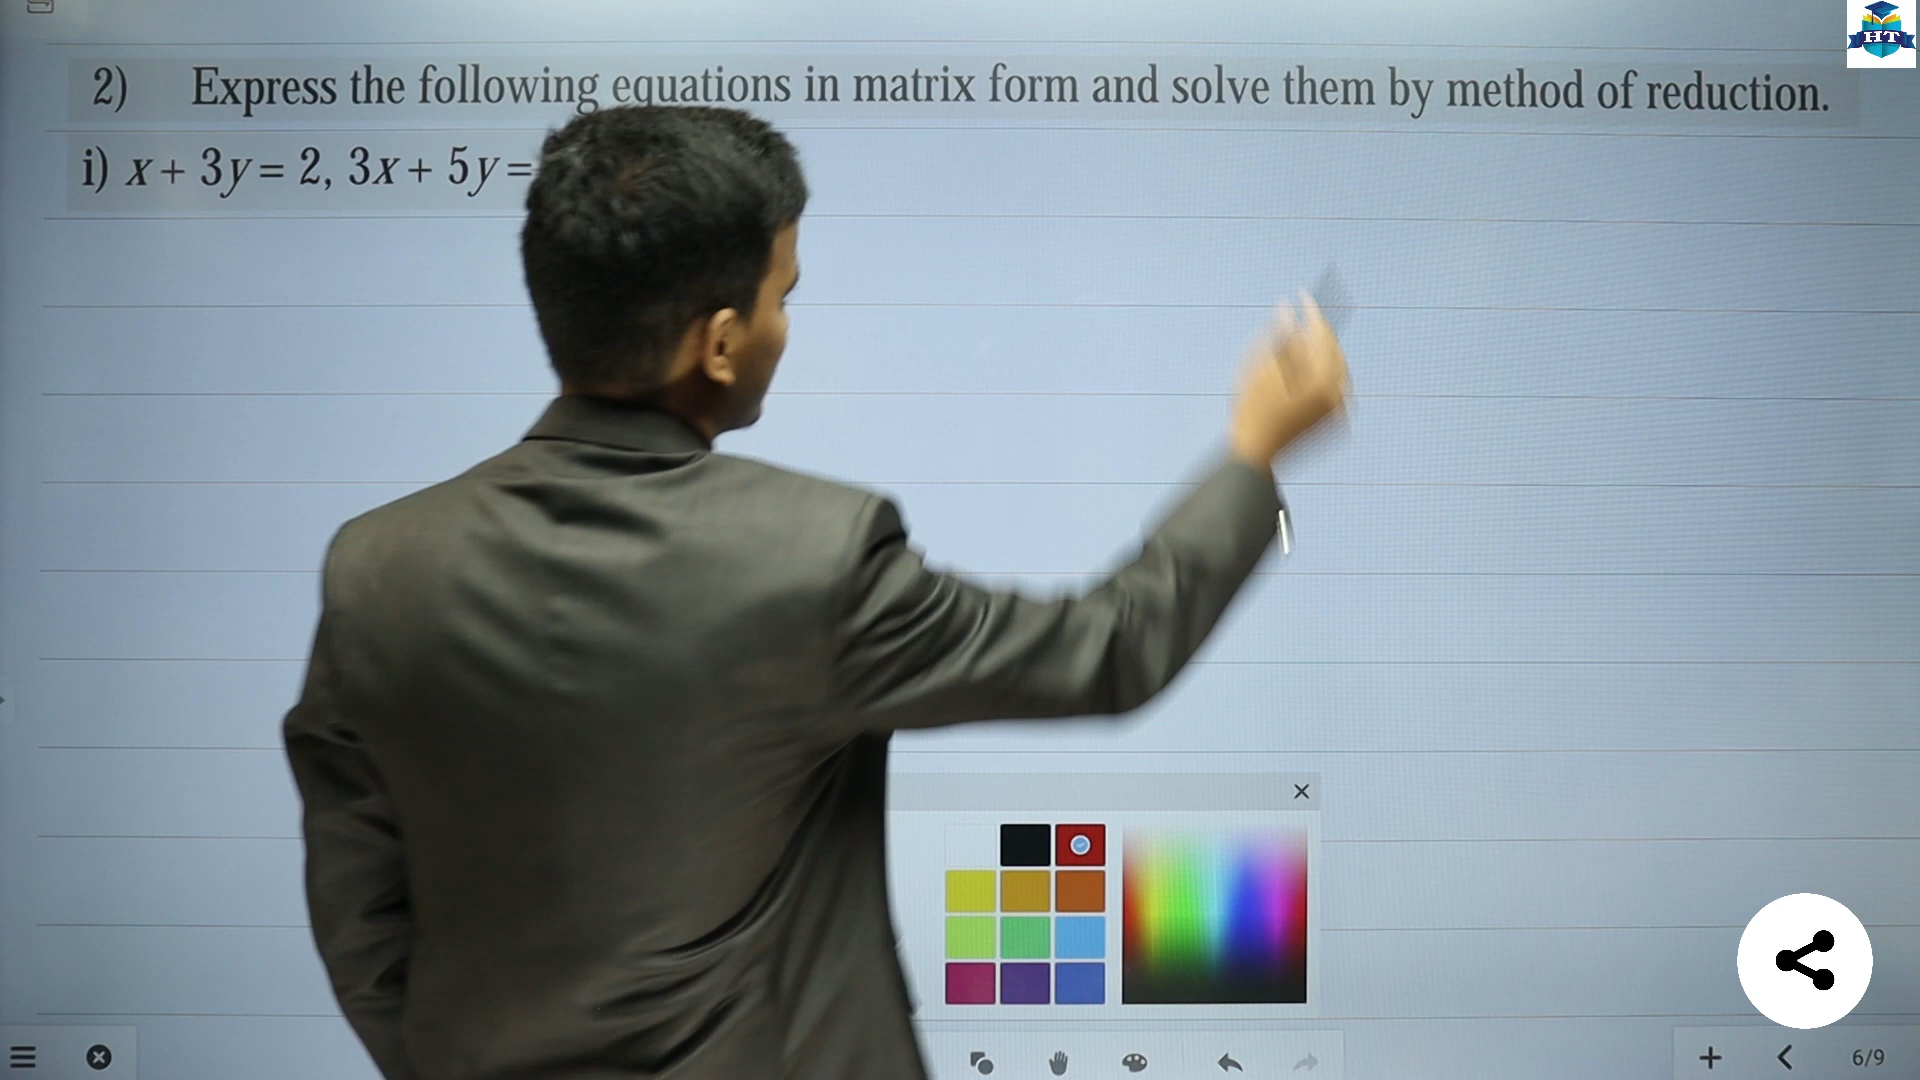 HT
2) Express the following equations in matrix form and solve them by method of reduction.
i) x + 3y = 2, 3x + 5y =
6/9